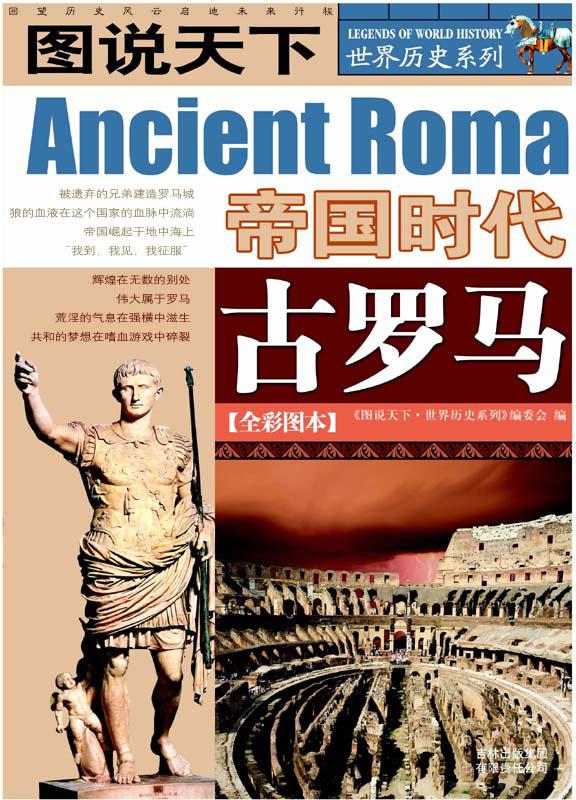 回望历史风云启迪未来行程
图说天下
LEGENDS OF WORLD HISTORY
世界历史系列
Ancient Roma
被遗弃的兄弟建造罗马城
狼的血液在这个国家的血脉中流淌
帝国崛起于地中海上
“我到，我见，我征服”
帝国时代
辉煌在无数的别处
伟大属于罗马
荒淫的气息在强横中滋生
共和的梦想在嗜血游戏中碎裂
古罗马
【全彩图本】
《图说天下·世界历史系列》编委会 编
吉林出版集团
有限责任公司